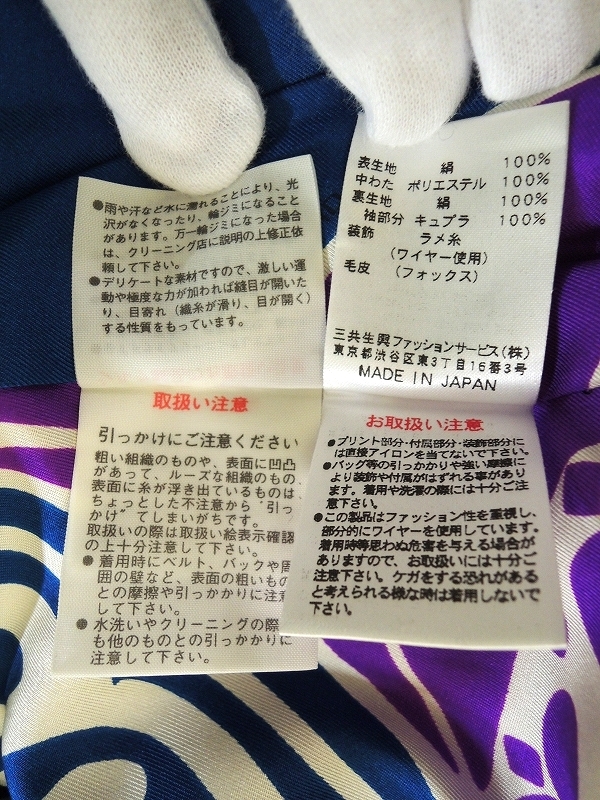 ●雨や汗など水に濡れることにより、光
沢がなくなったり、輪ジミになること
があります。万一輪ジミになった場合
は、クリーニング店に説明の上修正依
頼して下さい。
●デリケートな素材ですので、激しい運
動や極度な力が加われば縫目が開いた
り、目寄れ（織糸が滑り、目が開く）
する性質をもっています。
取扱い注意
引っかけにご注意ください
粗い組織のものや、表面に凹凸
があって、ルーズな組織のもの、
表面に糸が浮き出ているものは、
ちょっとした不注意から“引っ
かけ”てしまいがちです。
取扱いの際は取扱い絵表示確認
の上十分注意して下さい。
●着用時にベルト、バックや周
囲の壁など、表面の粗いもの
との摩擦や引っかかりに注意
して下さい。
●水洗いやクリーニングの際
も他のものとの引っかかりに
注意して下さい。
表生地 絹 100%
中わた ポリエステル 100%
裏生地 絹 100%
袖部分 キュプラ 100%
装飾 ラメ糸
（ワイヤー使用）
毛皮 （フォックス）
三共生興ファッションサービス(株)
東京都渋谷区東3丁目16番3号
MADE IN JAPAN
お取扱い注意
●プリント部分・付属部分・装飾部分に
は直接アイロンを当てないで下さい。
●バッグ等の引っかかりや強い摩擦に
より装飾や付属がはずれる事があり
ます。着用や洗濯の際には十分ご注
意下さい。
●この製品はファッション性を重視し、
部分的にワイヤーを使用しています。
着用時等思わぬ危害を与える場合が
ありますので、お取扱いには十分ご
注意下さい。ケガをする恐れがある
と考えられる様な時は着用しないで
下さい。